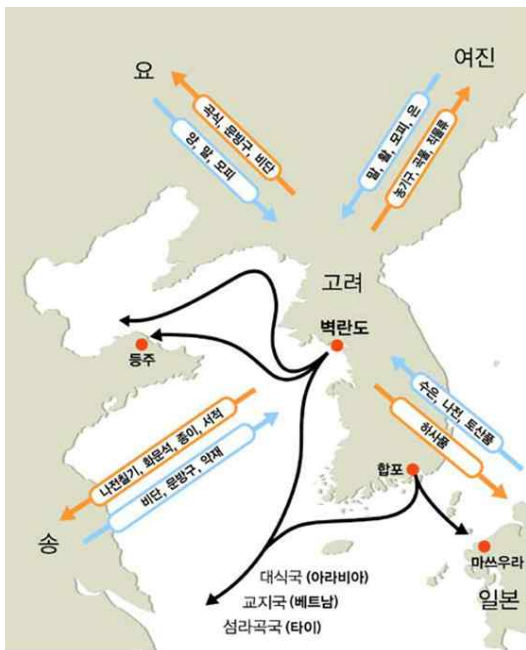 요
여진
곡식, 문방구, 비단
양, 말, 모피
말, 활, 모피, 은
농기구, 곡물, 직물류
고려
벽란도
등주
수은, 나전, 토산품
하사품
나전칠기, 화문석, 종이, 서적
비단, 문방구, 약재
합포
송
마쓰우라
일본
대식국 (아라비아)
교지국 (베트남)
섬라곡국 (타이)